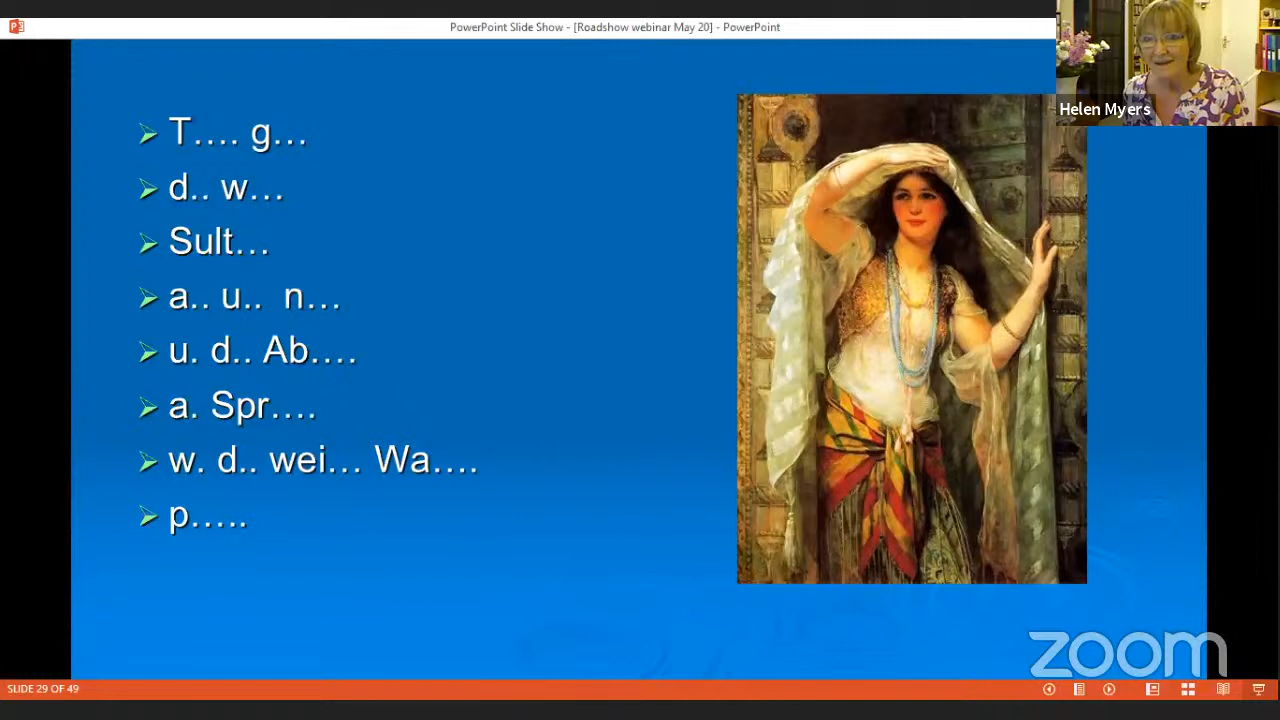 PowerPoint Slide Show - [Roadshow webinar May 20] - PowerPoint
Helen Myers
T…. g…
d.. w…
Sult…
a.. u.. n…
u. d.. Ab….
a. Spr….
w. d.. wei… Wa….
p…..
zoom
SLIDE 29 OF 49